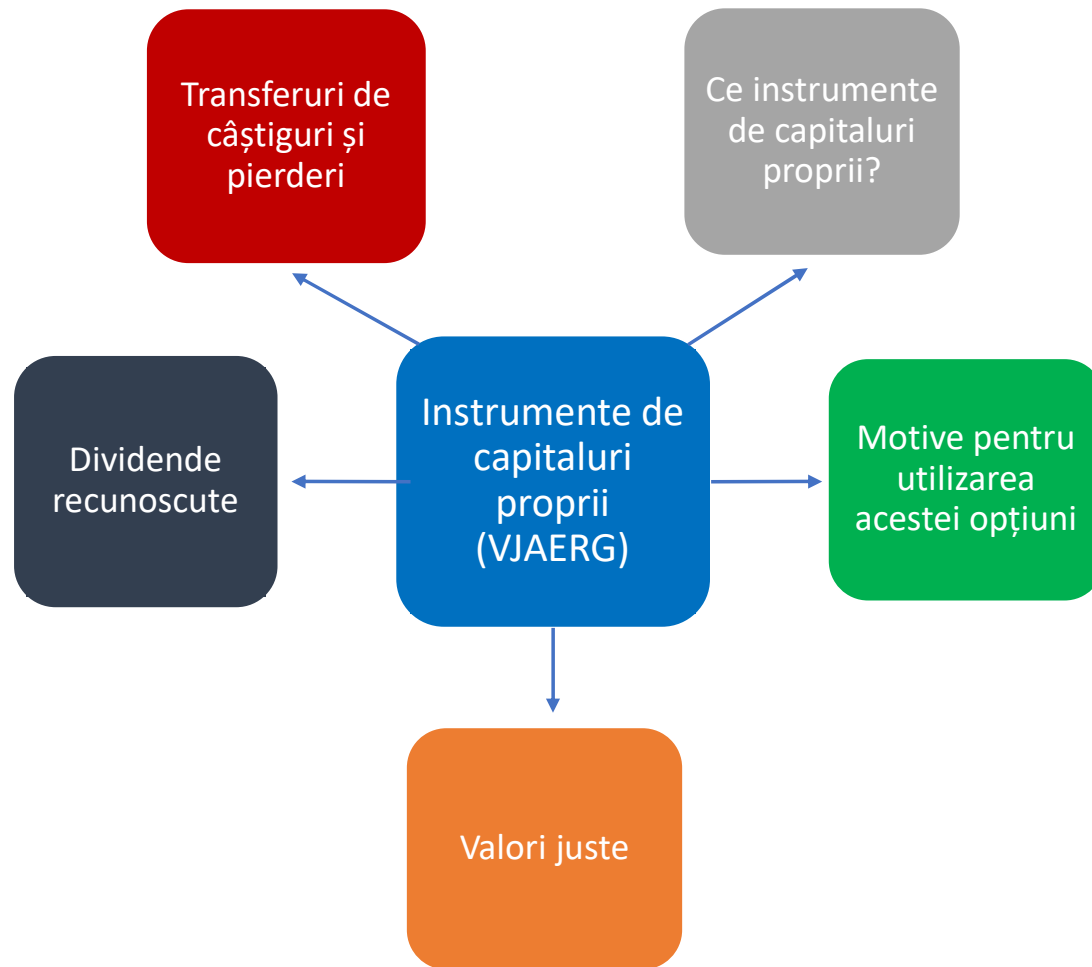 Transferuri de
câștiguri și
pierderi
Ce instrumente
de capitaluri
proprii?
Dividende
recunoscute
Instrumente de
capitaluri
proprii
(VJAERG)
Motive pentru
utilizarea
acestei opțiuni
Valori juste